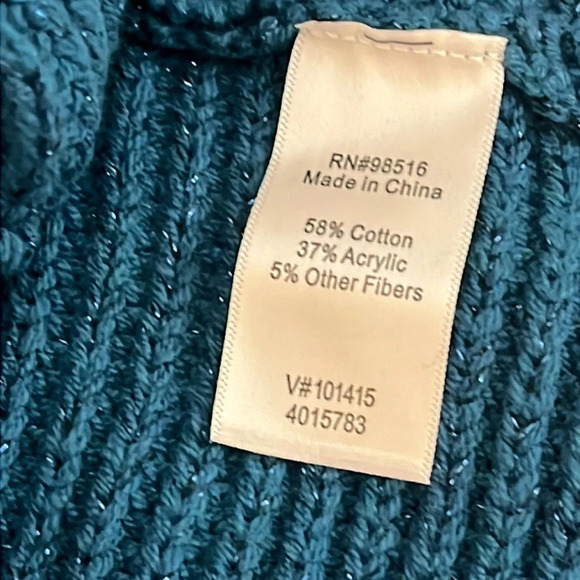 RN#98516
Made in China
58% Cotton
37% Acrylic
5% Other Fibers
V#101415
4015783